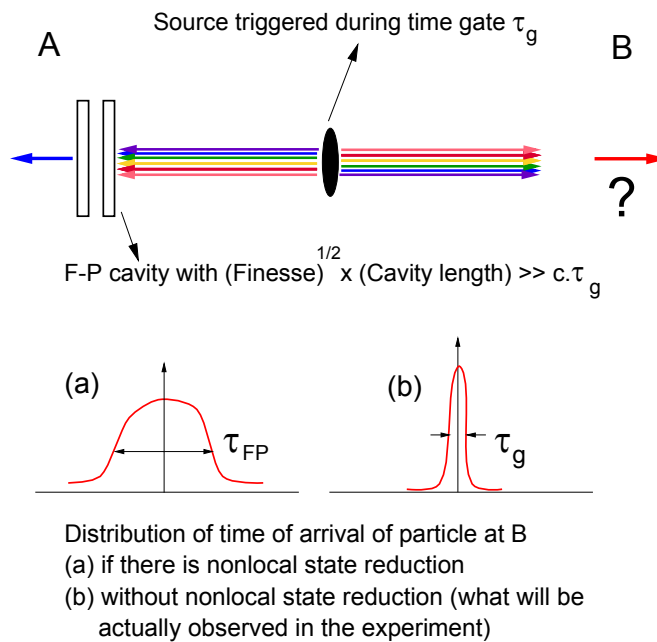 Source triggered during time gate τg
A
B
?
F-P cavity with (Finesse)^1/2 x (Cavity length) >> c.τg
(a)
(b)
τFP
τg
Distribution of time of arrival of particle at B
(a) if there is nonlocal state reduction
(b) without nonlocal state reduction (what will be
actually observed in the experiment)